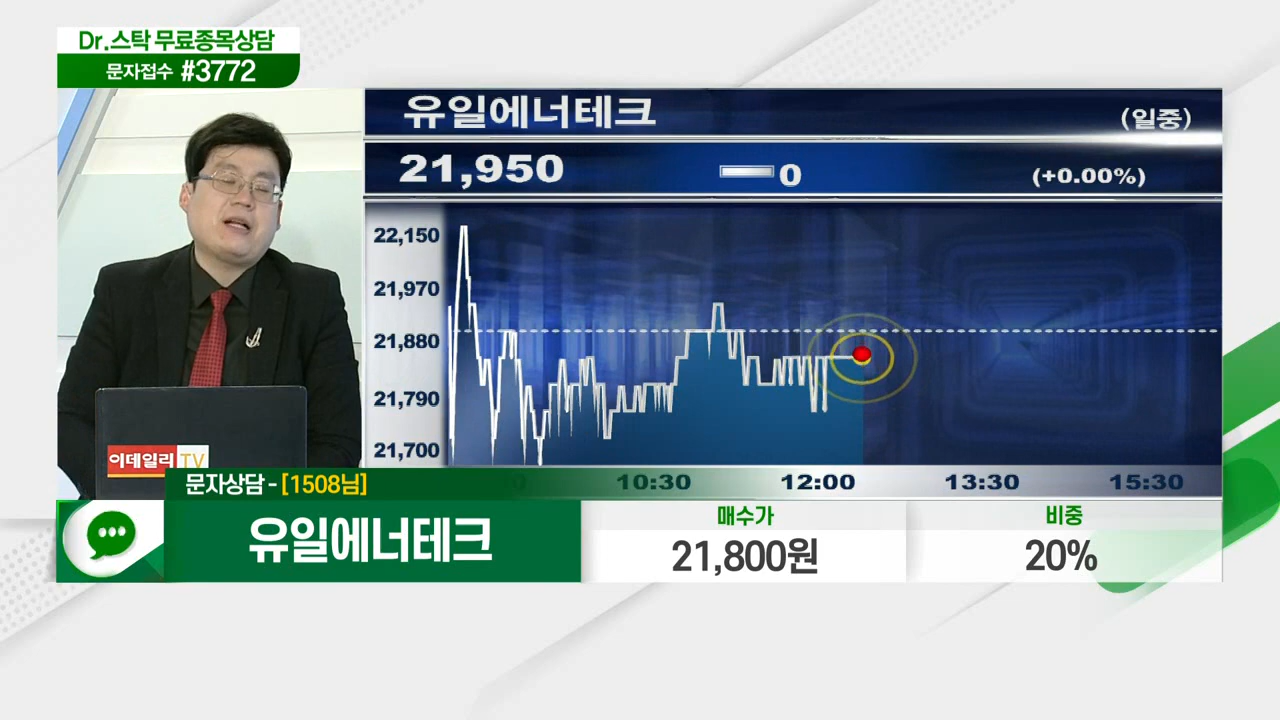 Dr.스탁 무료종목상담
문자접수 #3772
유일에너테크
(일중)
21,950
0
(+0.00%)
22,150
21,970
21,880
21,790
21,700
10:30
12:00
13:30
15:30
이데일리TV
문자상담 - [1508님]
유일에너테크
매수가
21,800원
비중
20%